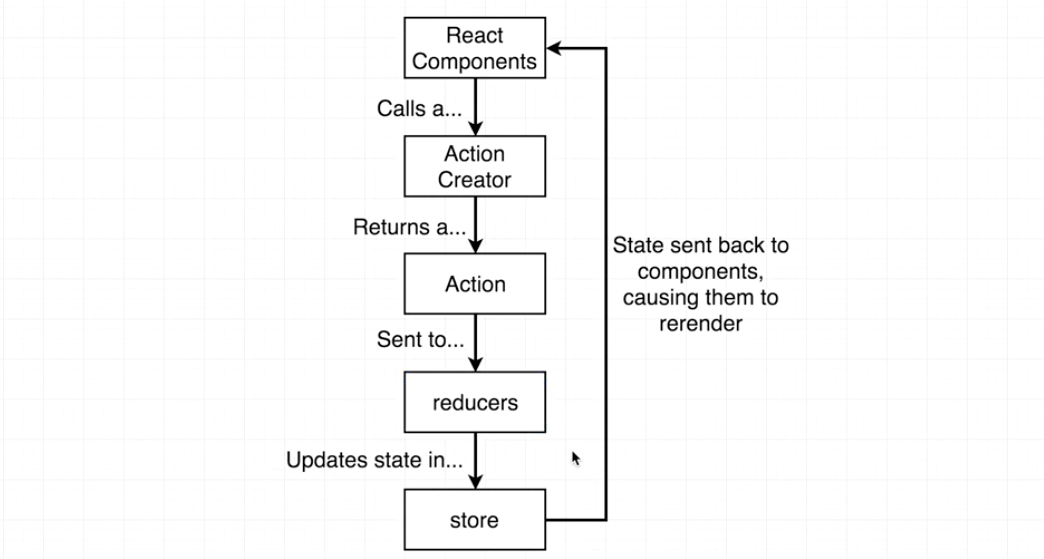 React
Components
Calls a...
Action
Creator
Returns a...
Action
Sent to...
reducers
Updates state in...
store
State sent back to
components,
causing them to
rerender